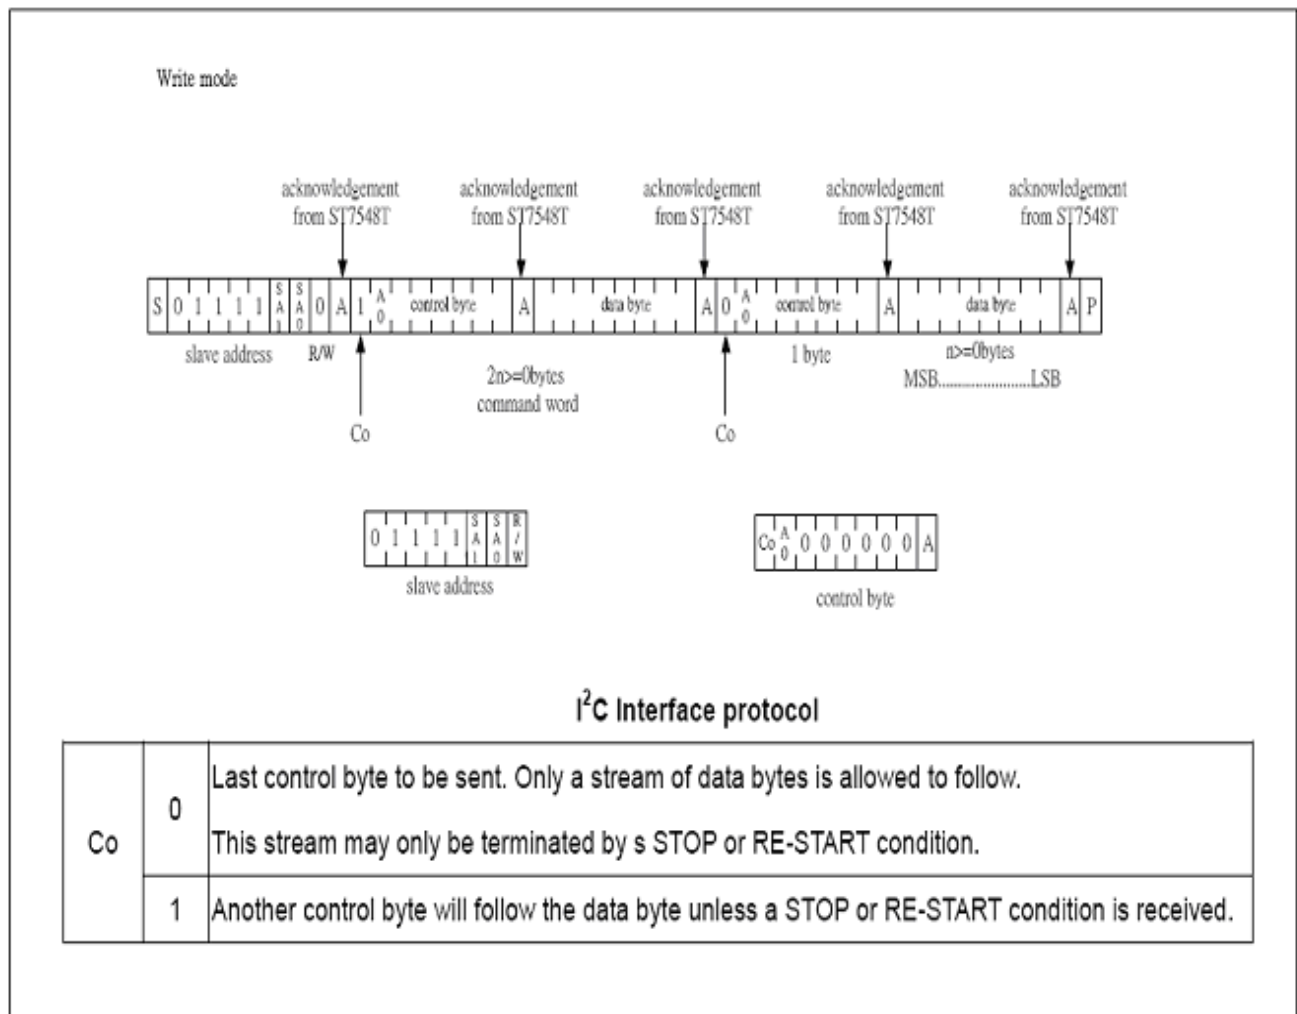 Write mode
acknowledgement acknowledgement acknowledgement acknowledgement acknowledgement
from ST7548T from ST7548T from ST7548T from ST7548T from ST7548T
S 0 1 1 1 1 SA1 SA0 0 A 1 A0 control byte A data byte A 0 A0 control byte A data byte A P
slave address R/W 1 byte n>=0bytes
2n>=0bytes MSB.......................LSB
command word
Co Co
0 1 1 1 1 SA1 SA0 R/W Co A0 0 0 0 0 0 0 A
slave address control byte
I²C Interface protocol
Co 0 Last control byte to be sent. Only a stream of data bytes is allowed to follow.
This stream may only be terminated by s STOP or RE-START condition.
1 Another control byte will follow the data byte unless a STOP or RE-START condition is received.